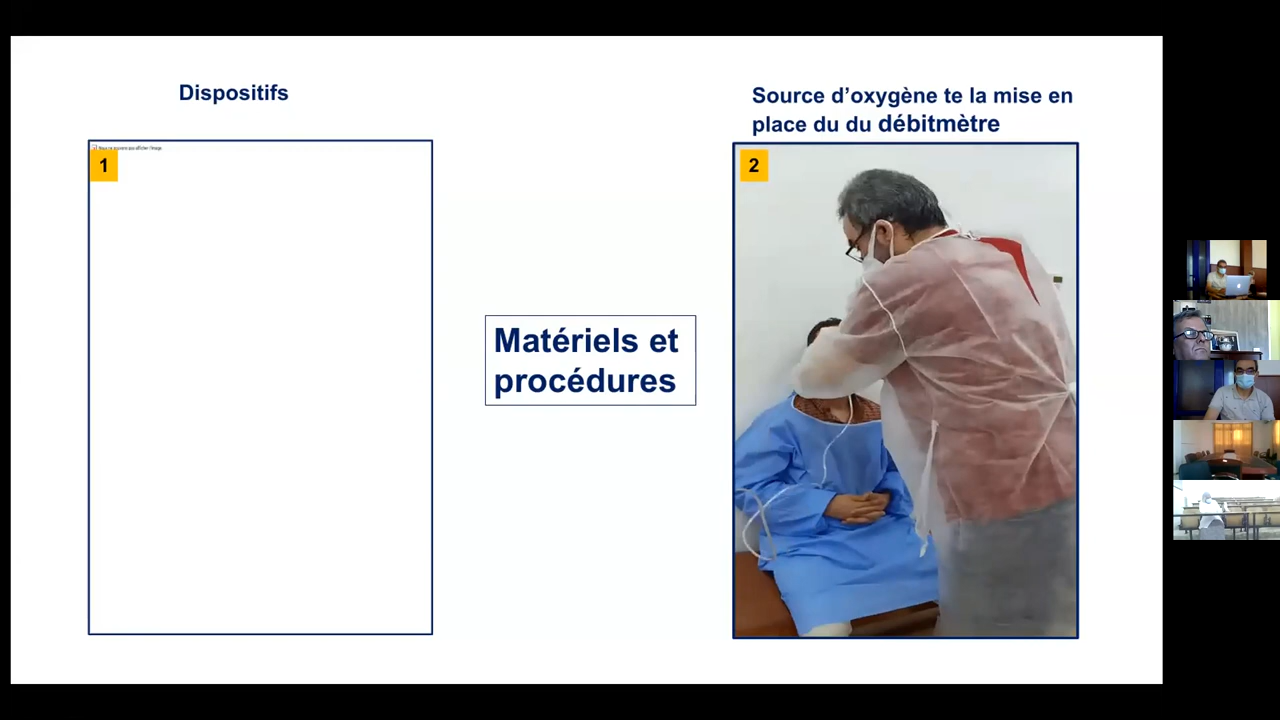 Dispositifs
Source d’oxygène te la mise en
place du du débitmètre
1
2
Matériels et
procédures